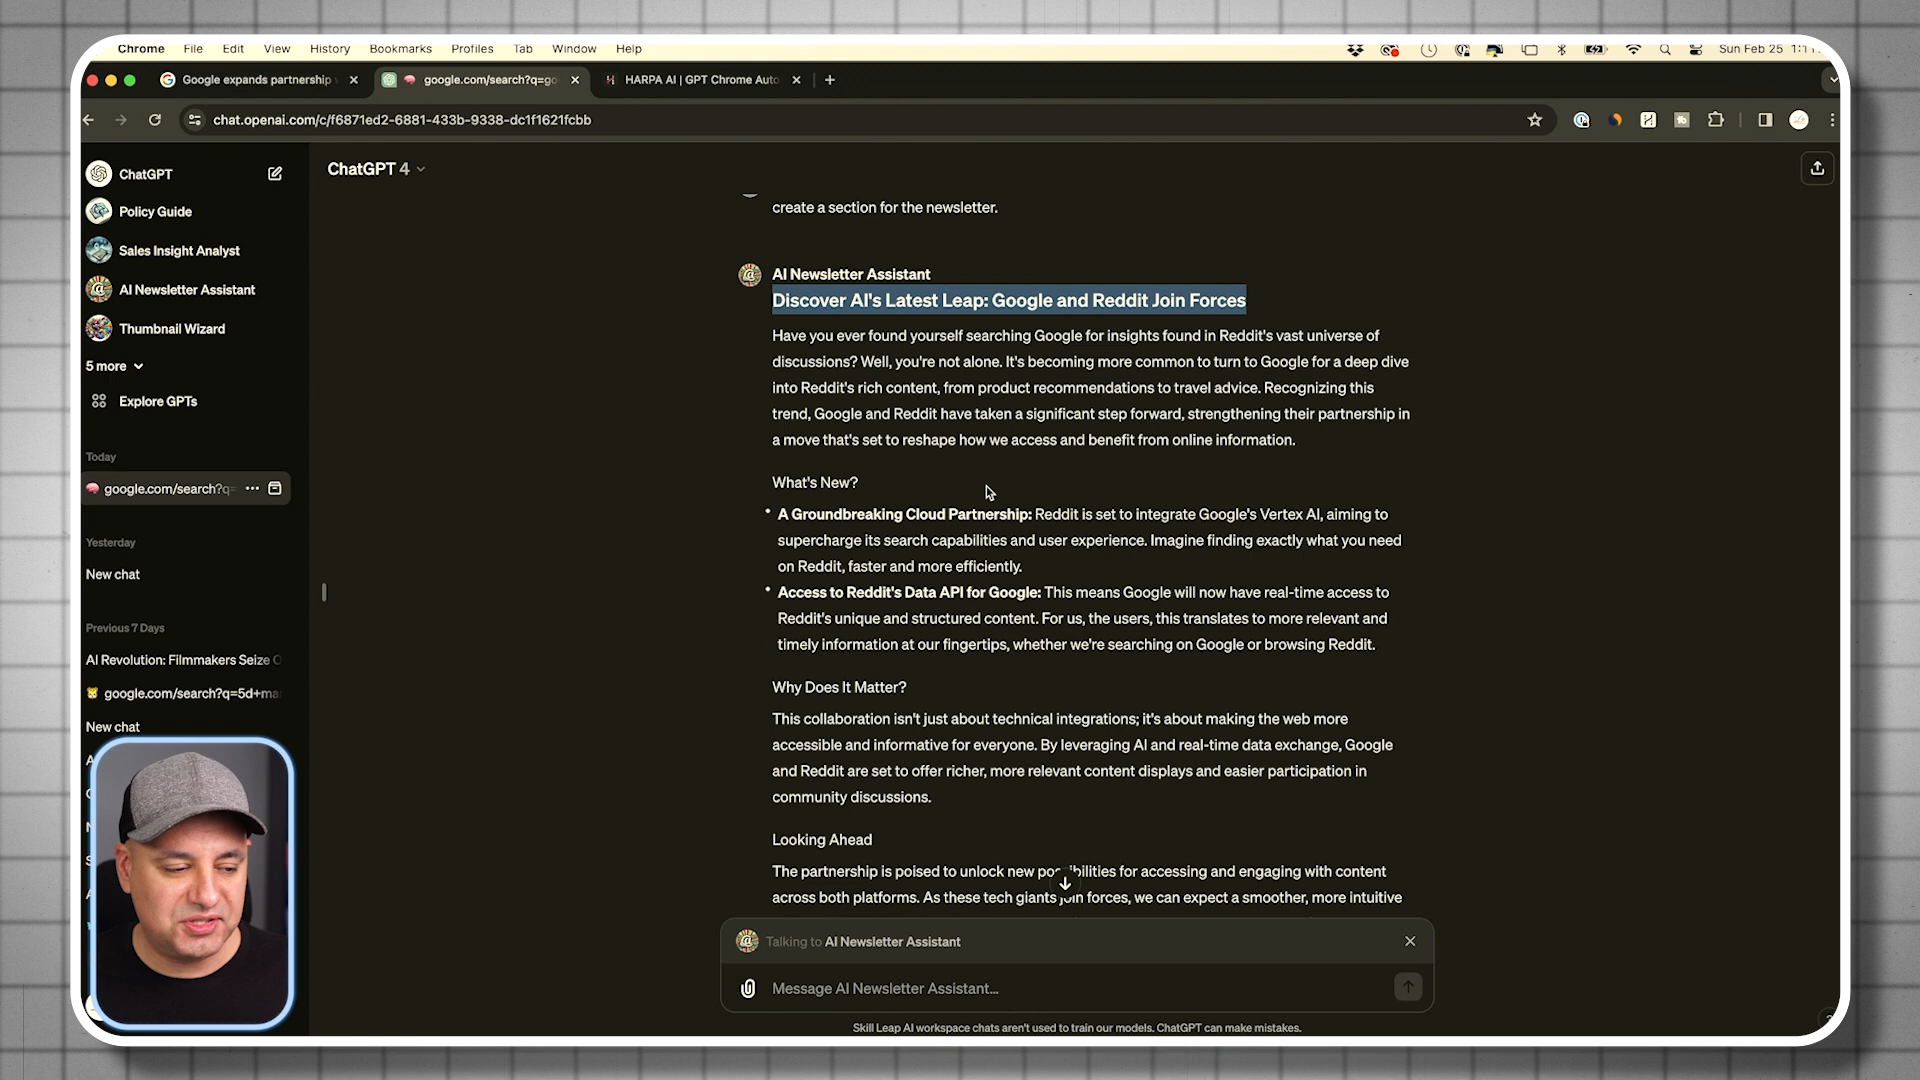 Chrome File Edit View History Bookmarks Profiles Tab Window Help Sun Feb 25
Google expands partnership google.com/search?q=go HARPA AI | GPT Chrome Auto
chat.openai.com/c/f6871ed2-6881-433b-9338-dc1f1621fcbb
ChatGPT
Policy Guide
Sales Insight Analyst
AI Newsletter Assistant
Thumbnail Wizard
5 more
Explore GPTs
Today
google.com/search?q=
Yesterday
New chat
Previous 7 Days
AI Revolution: Filmmakers Seize
google.com/search?q=5d+ma
New chat
ChatGPT 4
create a section for the newsletter.
AI Newsletter Assistant
Discover AI's Latest Leap: Google and Reddit Join Forces
Have you ever found yourself searching Google for insights found in Reddit's vast universe of
discussions? Well, you're not alone. It's becoming more common to turn to Google for a deep dive
into Reddit's rich content, from product recommendations to travel advice. Recognizing this
trend, Google and Reddit have taken a significant step forward, strengthening their partnership in
a move that's set to reshape how we access and benefit from online information.
What's New?
• A Groundbreaking Cloud Partnership: Reddit is set to integrate Google's Vertex AI, aiming to
supercharge its search capabilities and user experience. Imagine finding exactly what you need
on Reddit, faster and more efficiently.
• Access to Reddit's Data API for Google: This means Google will now have real-time access to
Reddit's unique and structured content. For us, the users, this translates to more relevant and
timely information at our fingertips, whether we're searching on Google or browsing Reddit.
Why Does It Matter?
This collaboration isn't just about technical integrations; it's about making the web more
accessible and informative for everyone. By leveraging AI and real-time data exchange, Google
and Reddit are set to offer richer, more relevant content displays and easier participation in
community discussions.
Looking Ahead
The partnership is poised to unlock new possibilities for accessing and engaging with content
across both platforms. As these tech giants join forces, we can expect a smoother, more intuitive
Talking to AI Newsletter Assistant
Message AI Newsletter Assistant...
Skill Leap AI workspace chats aren't used to train our models. ChatGPT can make mistakes.